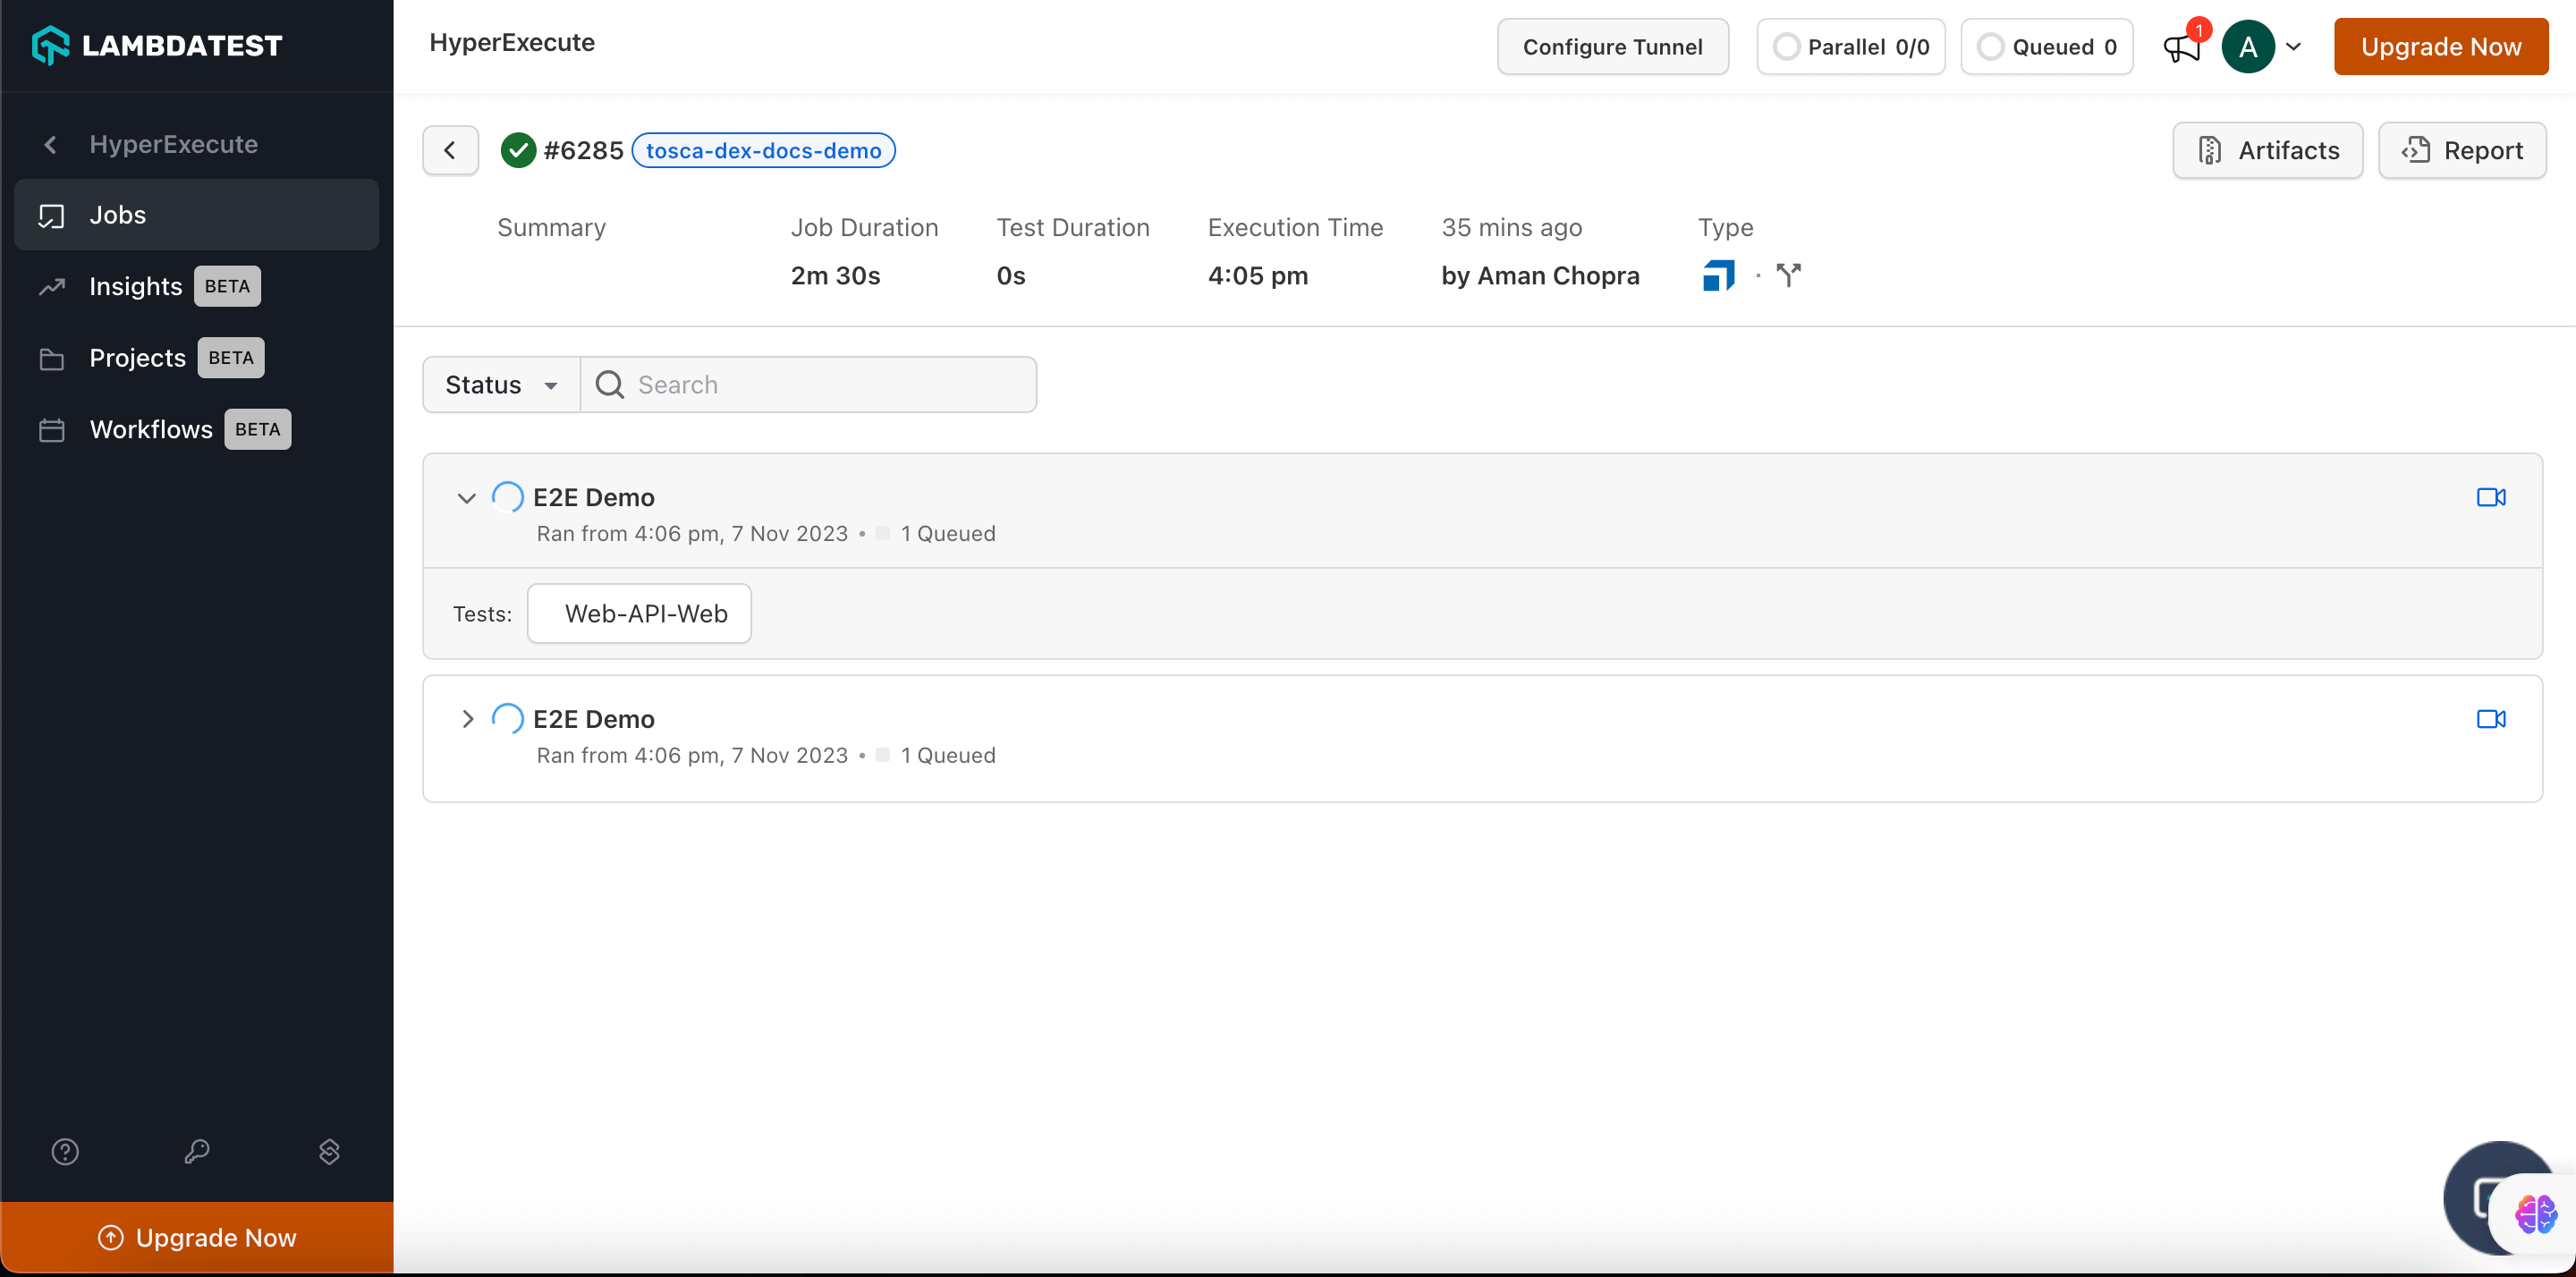 LAMBDATEST
HyperExecute
Configure Tunnel
Parallel 0/0
Queued 0
1
A
Upgrade Now
HyperExecute
Jobs
Insights BETA
Projects BETA
Workflows BETA
#6285 tosca-dex-docs-demo
Artifacts
Report
Summary
Job Duration
2m 30s
Test Duration
0s
Execution Time
4:05 pm
35 mins ago
by Aman Chopra
Type
Status
Search
E2E Demo
Ran from 4:06 pm, 7 Nov 2023 • 1 Queued
Tests: Web-API-Web
E2E Demo
Ran from 4:06 pm, 7 Nov 2023 • 1 Queued
Upgrade Now